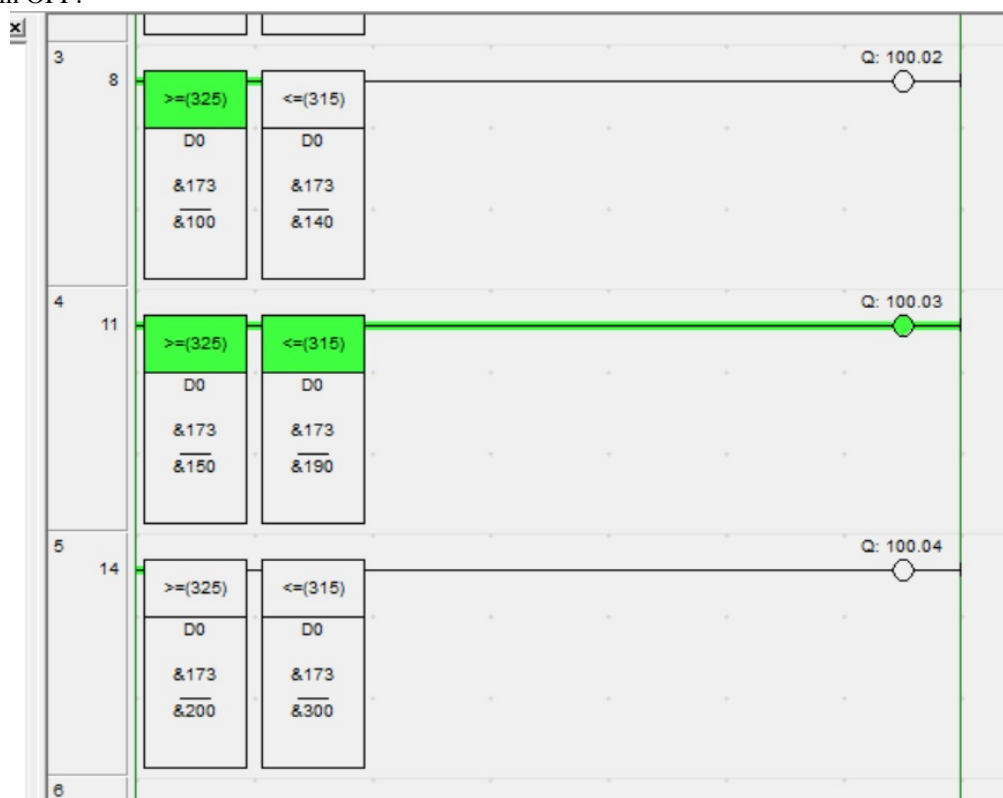 3
8
Q: 100.02
>=(325) <=(315)
D0 D0
&173 &173
&100 &140
4
11
Q: 100.03
>=(325) <=(315)
D0 D0
&173 &173
&150 &190
5
14
Q: 100.04
>=(325) <=(315)
D0 D0
&173 &173
&200 &300
6